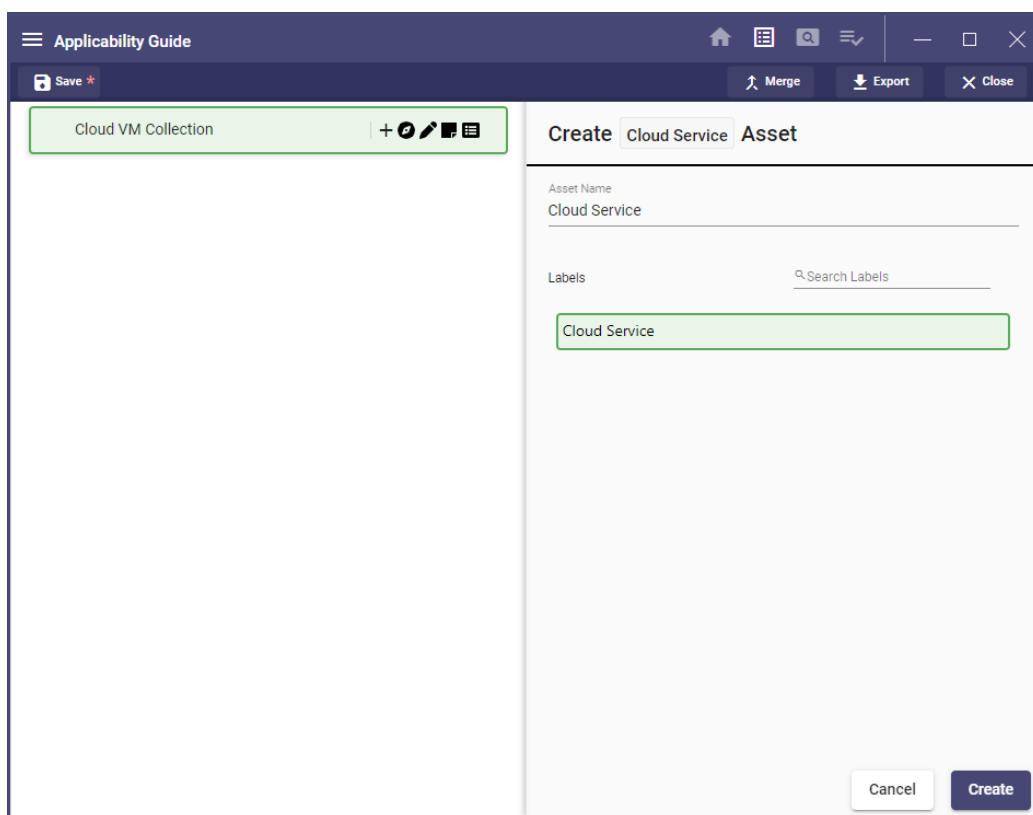 Applicability Guide
Save *
Merge
Export
Close
Cloud VM Collection
Create Cloud Service Asset
Asset Name
Cloud Service
Labels
Search Labels
Cloud Service
Cancel
Create